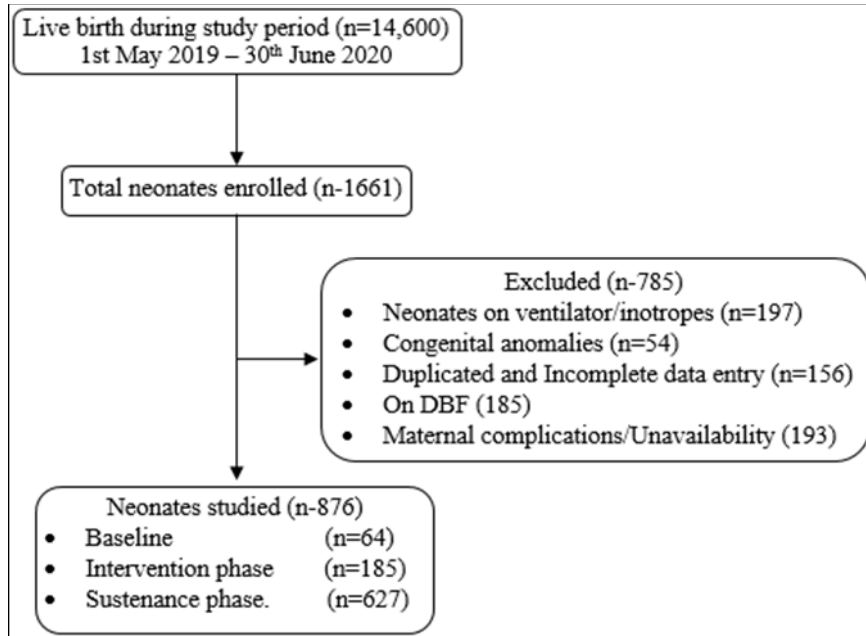 Live birth during study period (n=14,600)
1st May 2019 – 30th June 2020
Total neonates enrolled (n-1661)
Excluded (n-785)
• Neonates on ventilator/inotropes (n=197)
• Congenital anomalies (n=54)
• Duplicated and Incomplete data entry (n=156)
• On DBF (185)
• Maternal complications/Unavailability (193)
Neonates studied (n-876)
• Baseline (n=64)
• Intervention phase (n=185)
• Sustenance phase. (n=627)